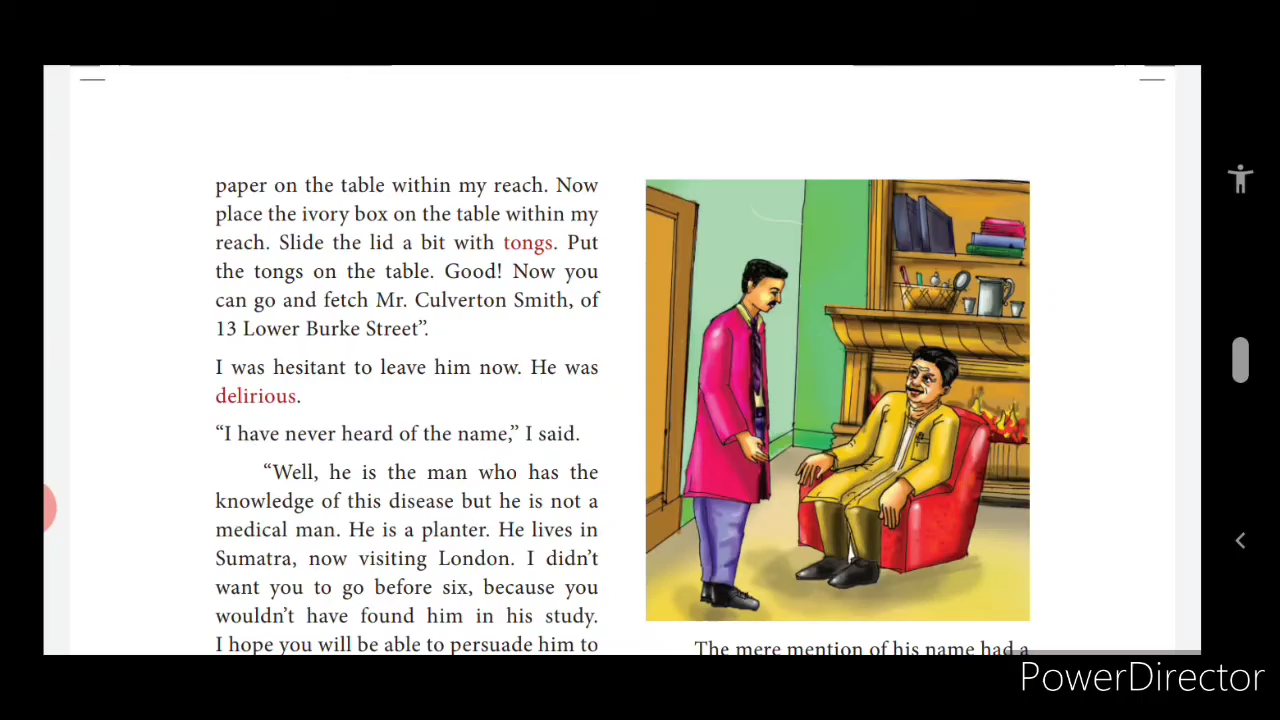 paper on the table within my reach. Now
place the ivory box on the table within my
reach. Slide the lid a bit with tongs. Put
the tongs on the table. Good! Now you
can go and fetch Mr. Culverton Smith, of
13 Lower Burke Street”.
I was hesitant to leave him now. He was
delirious.
“I have never heard of the name,” I said.
“Well, he is the man who has the
knowledge of this disease but he is not a
medical man. He is a planter. He lives in
Sumatra, now visiting London. I didn’t
want you to go before six, because you
wouldn’t have found him in his study.
I hope you will be able to persuade him to
The mere mention of his name had a
PowerDirector